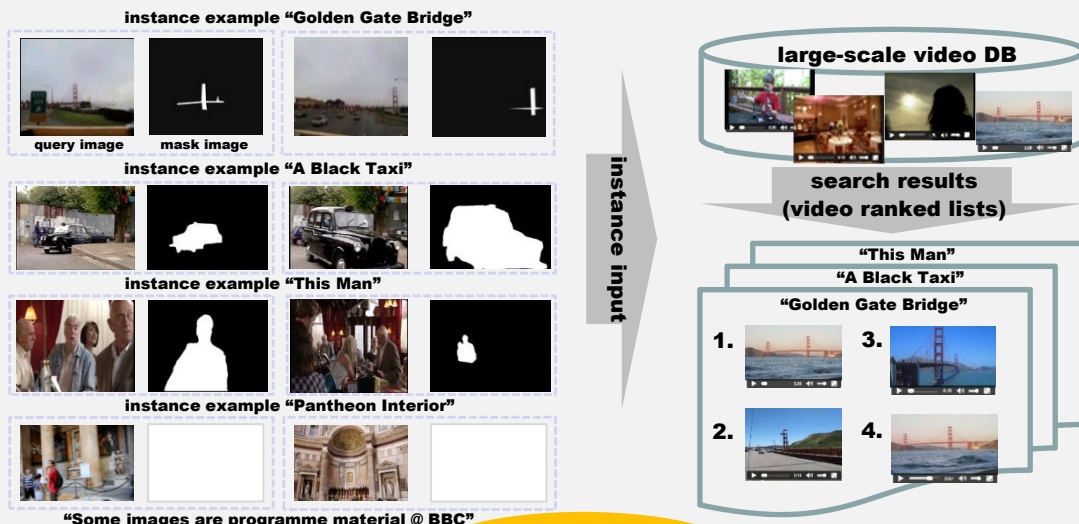 instance example “Golden Gate Bridge”
query image
mask image
instance example “A Black Taxi”
instance example “This Man”
instance example “Pantheon Interior”
“Some images are programme material @ BBC”
instance input
large-scale video DB
search results
(video ranked lists)
“This Man”
“A Black Taxi”
“Golden Gate Bridge”
1.
3.
2.
4.